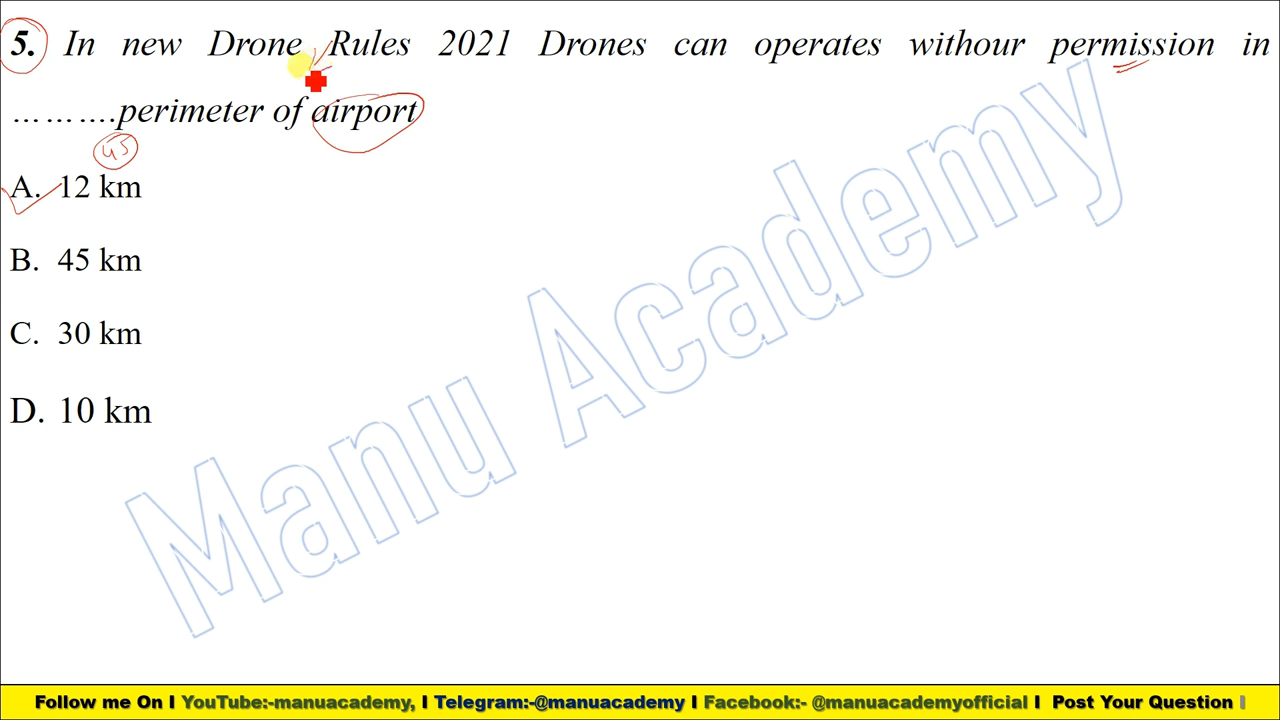 5. In new Drone Rules 2021 Drones can operates withour permission in
……….perimeter of airport
45
A. 12 km
B. 45 km
C. 30 km
D. 10 km
Manu Academy
Follow me On I YouTube:-manuacademy, I Telegram:-@manuacademy I Facebook:- @manuacademyofficial I Post Your Question I